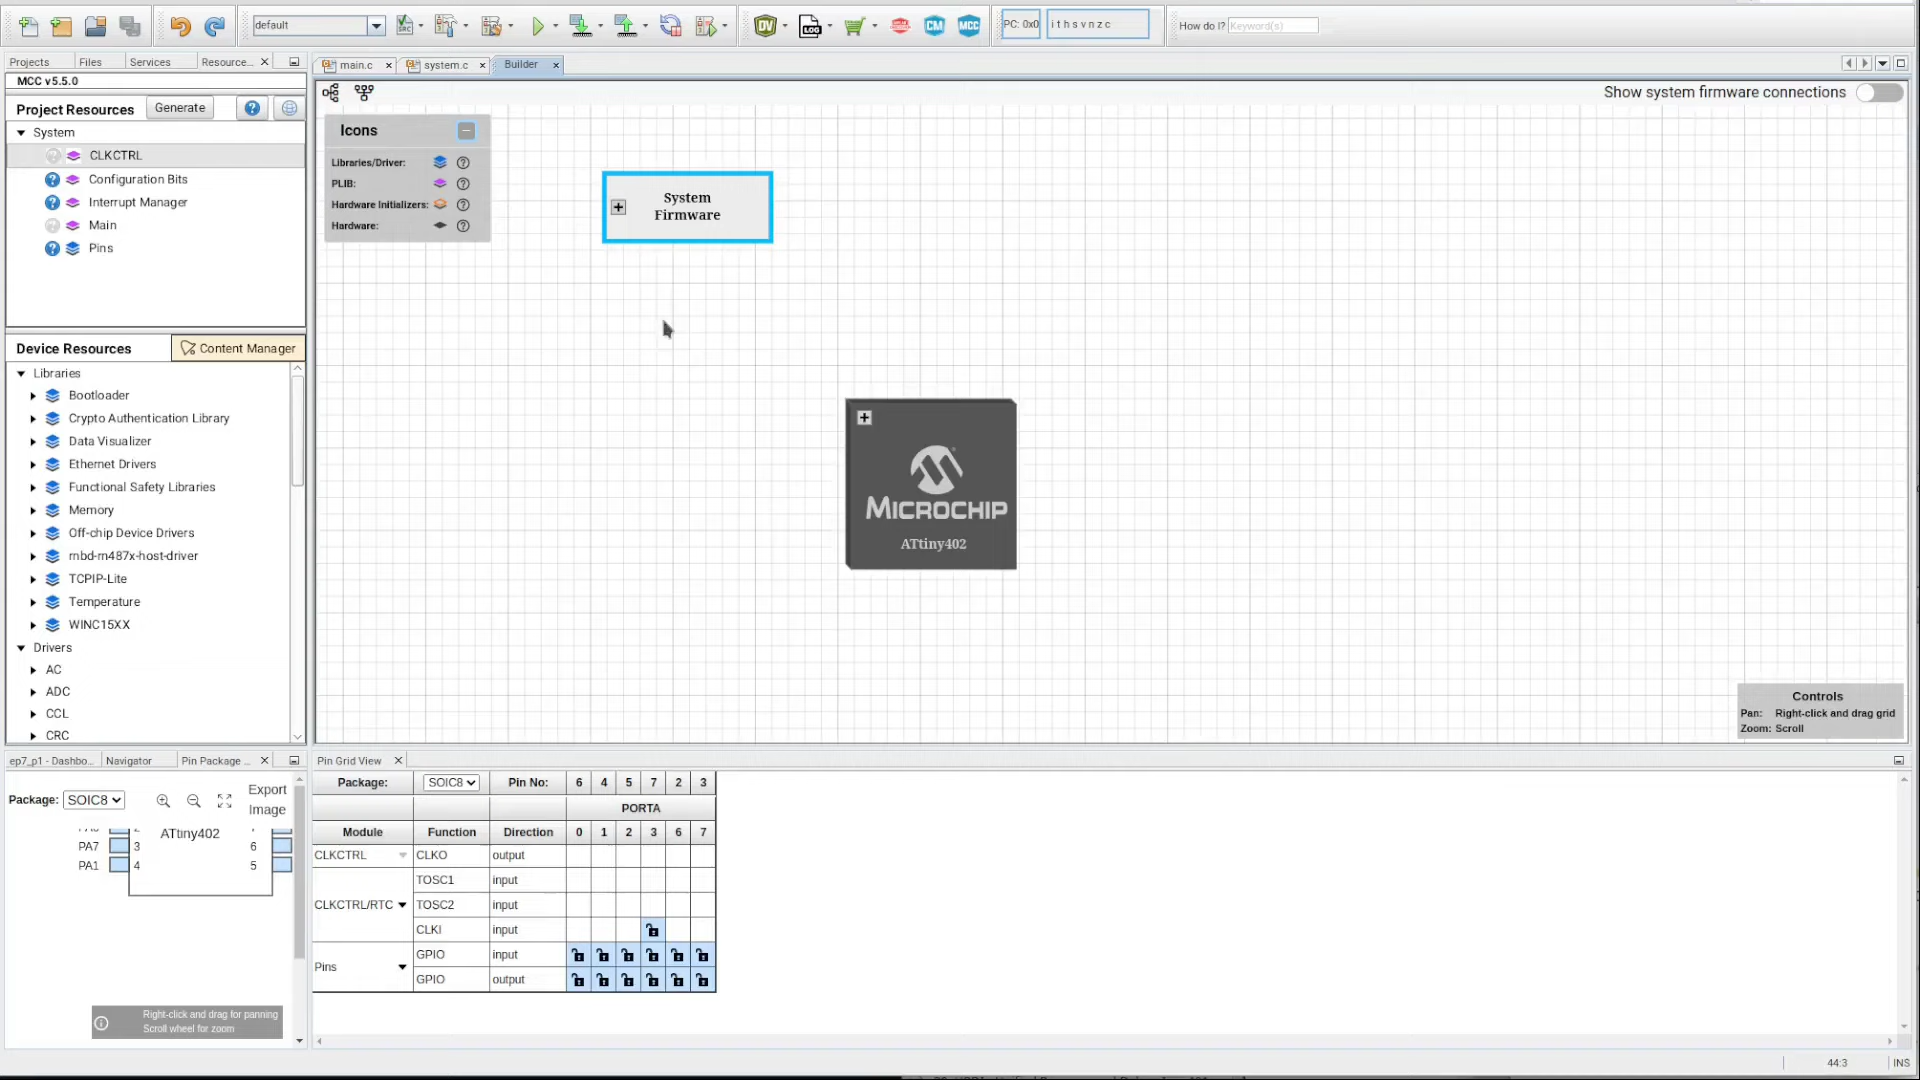 default
PC: 0x0
i t h s v n z c
How do I? Keyword(s)
Projects
Files
Services
Resource...
main.c
system.c
Builder
MCC v5.5.0
Project Resources
Generate
System
CLKCTRL
Configuration Bits
Interrupt Manager
Main
Pins
Show system firmware connections
Icons
Libraries/Driver:
PLIB:
Hardware Initializers:
Hardware:
System
Firmware
MICROCHIP
ATtiny402
Device Resources
Content Manager
Libraries
Bootloader
Crypto Authentication Library
Data Visualizer
Ethernet Drivers
Functional Safety Libraries
Memory
Off-chip Device Drivers
rnbd-rn487x-host-driver
TCPIP-Lite
Temperature
WINC15XX
Drivers
AC
ADC
CCL
CRC
Controls
Pan: Right-click and drag grid
Zoom: Scroll
ep7_p1 - Dashbo...
Navigator
Pin Package ...
Package: SOIC8
Export
Image
ATtiny402
PA7 3 6
PA1 4 5
Right-click and drag for panning
Scroll wheel for zoom
Pin Grid View
Package: SOIC8 Pin No: 6 4 5 7 2 3
PORTA
Module Function Direction 0 1 2 3 6 7
CLKCTRL CLKO output
TOSC1 input
CLKCTRL/RTC TOSC2 input
CLKI input
GPIO input
Pins
GPIO output
44:3
INS